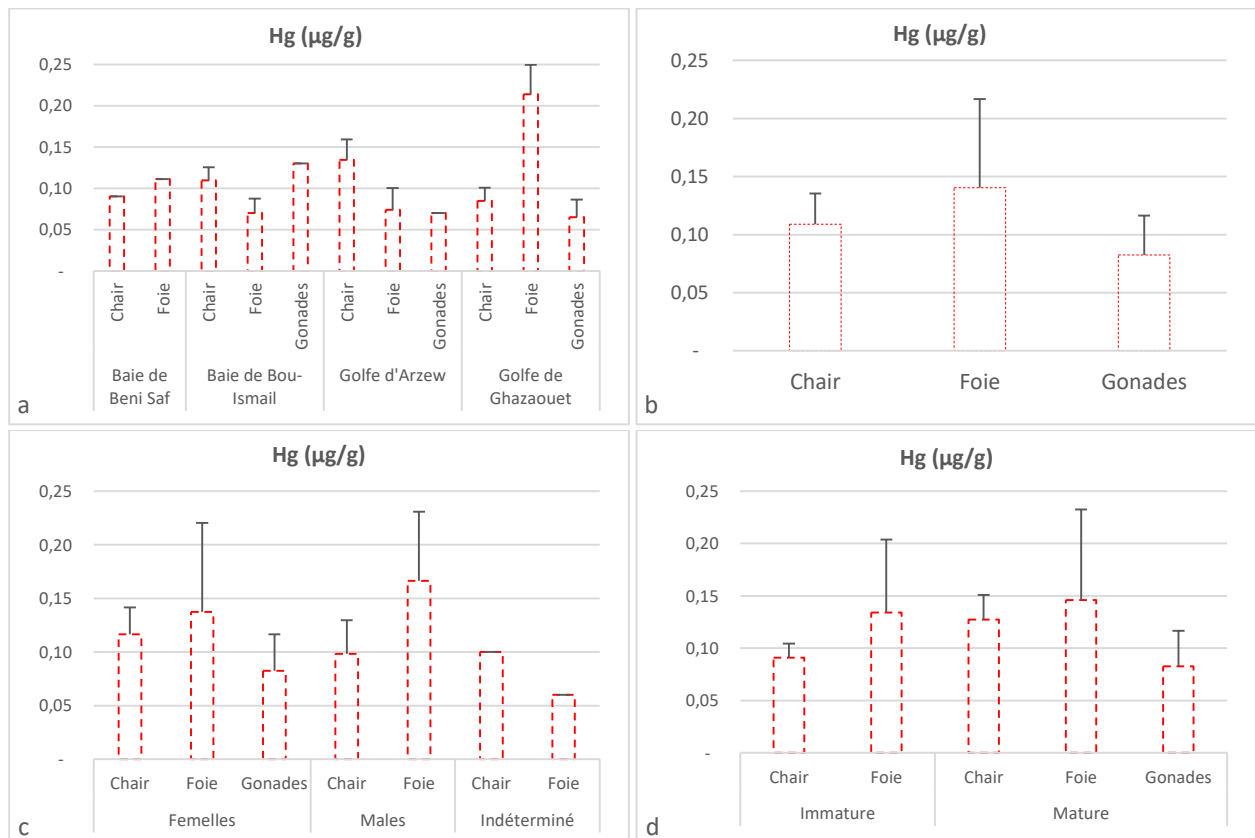 Hg (µg/g)
0,25
0,20
0,15
0,10
0,05
-
Chair
Foie
Chair
Foie
Gonades
Chair
Foie
Gonades
Chair
Foie
Gonades
Baie de
Beni Saf
Baie de Bou-
Ismail
Golfe d'Arzew
Golfe de
Ghazaouet
a
Hg (µg/g)
0,25
0,20
0,15
0,10
0,05
-
Chair Foie Gonades
b
Hg (µg/g)
0,25
0,20
0,15
0,10
0,05
-
Chair Foie Gonades Chair Foie Chair Foie
Femelles Males Indéterminé
c
Hg (µg/g)
0,25
0,20
0,15
0,10
0,05
-
Chair Foie Chair Foie Gonades
Immature Mature
d